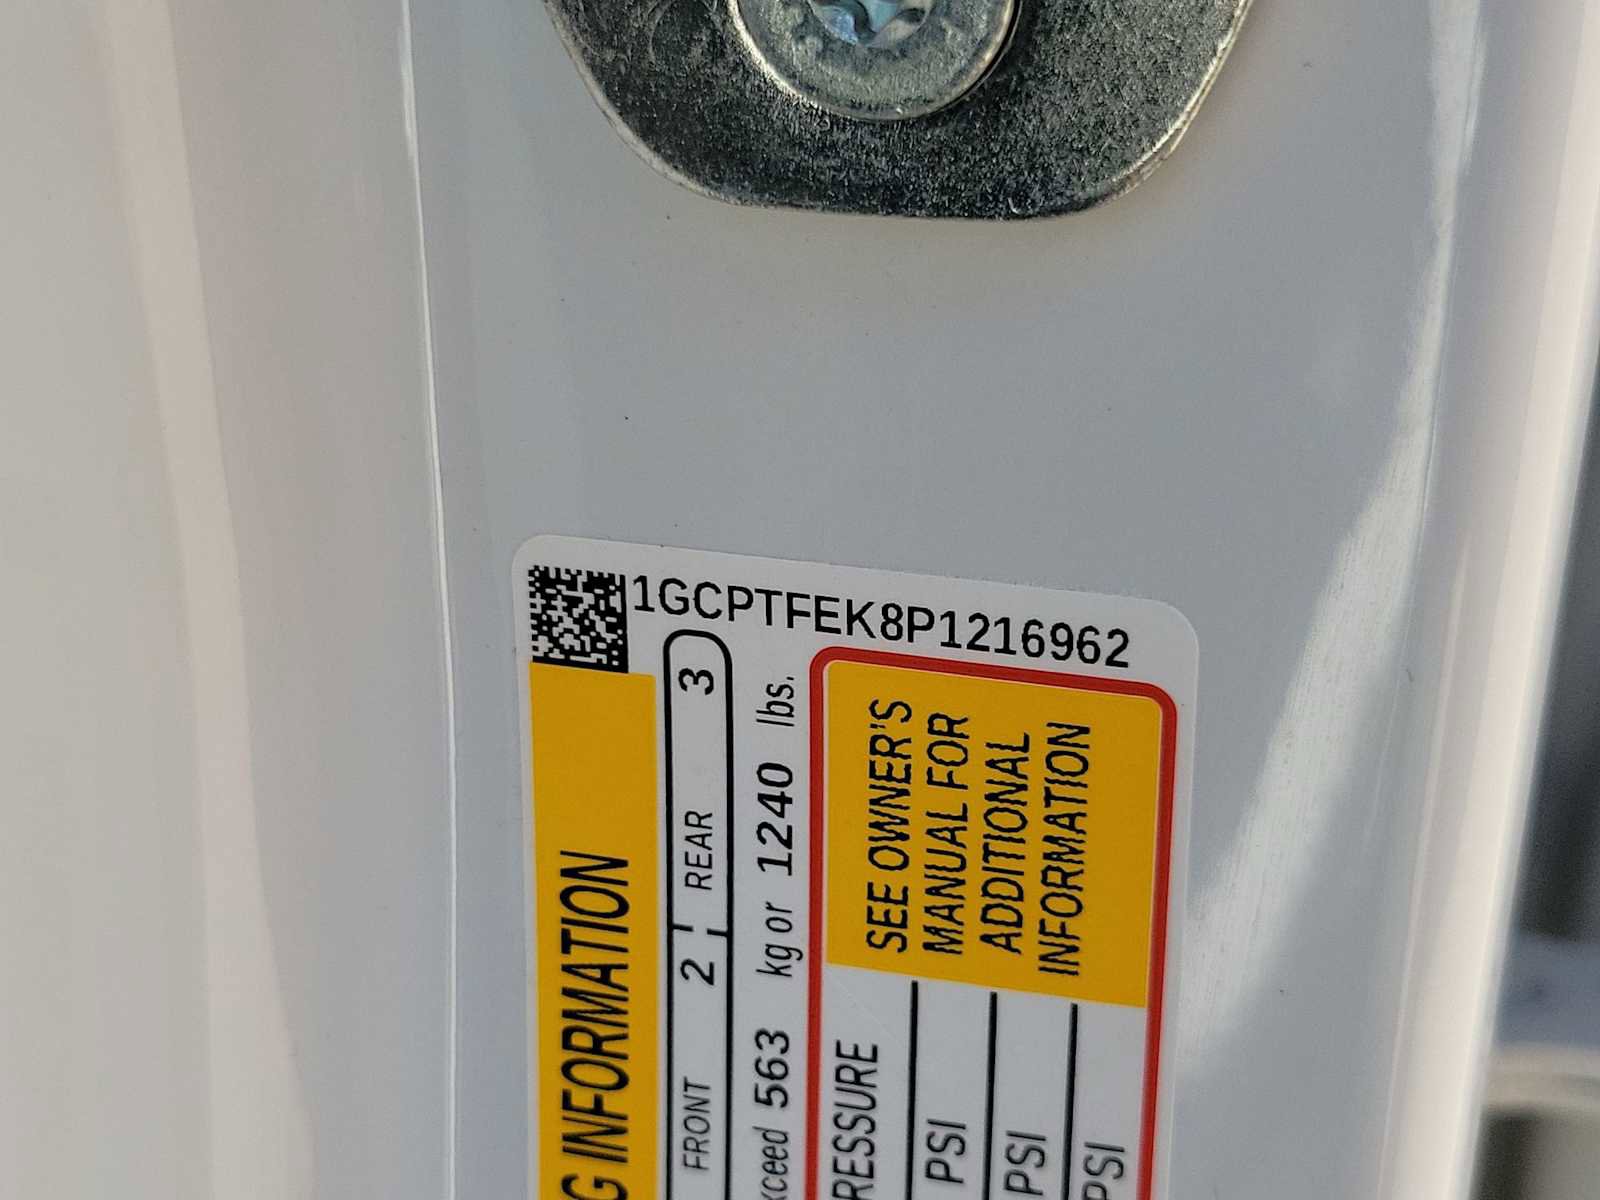 1GCPTFEK8P1216962
G INFORMATION
FRONT 2 REAR 3
xceed 563 kg or 1240 lbs.
RESSURE
PSI
PSI
PSI
SEE OWNER'S
MANUAL FOR
ADDITIONAL
INFORMATION